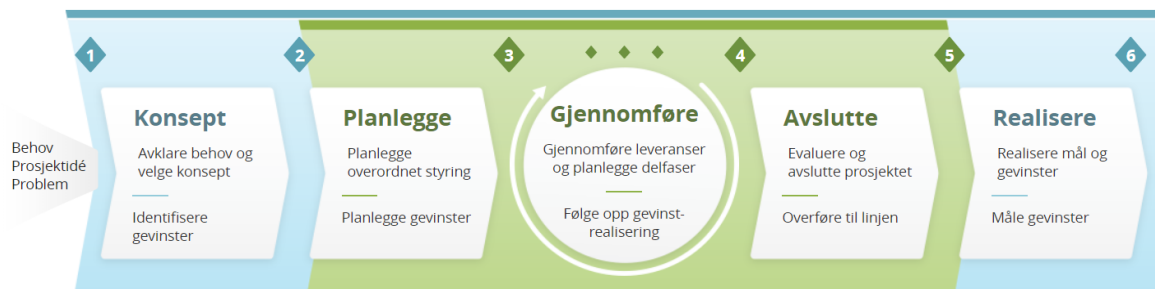 1
2
3
4
5
6
Behov
Prosjektidé
Problem
Konsept
Avklare behov og
velge konsept
Identifisere
gevinster
Planlegge
Planlegge
overordnet styring
Planlegge gevinster
Gjennomføre
Gjennomføre leveranser
og planlegge delfaser
Følge opp gevinst-
realisering
Avslutte
Evaluere og
avslutte prosjektet
Overføre til linjen
Realisere
Realisere mål og
gevinster
Måle gevinster